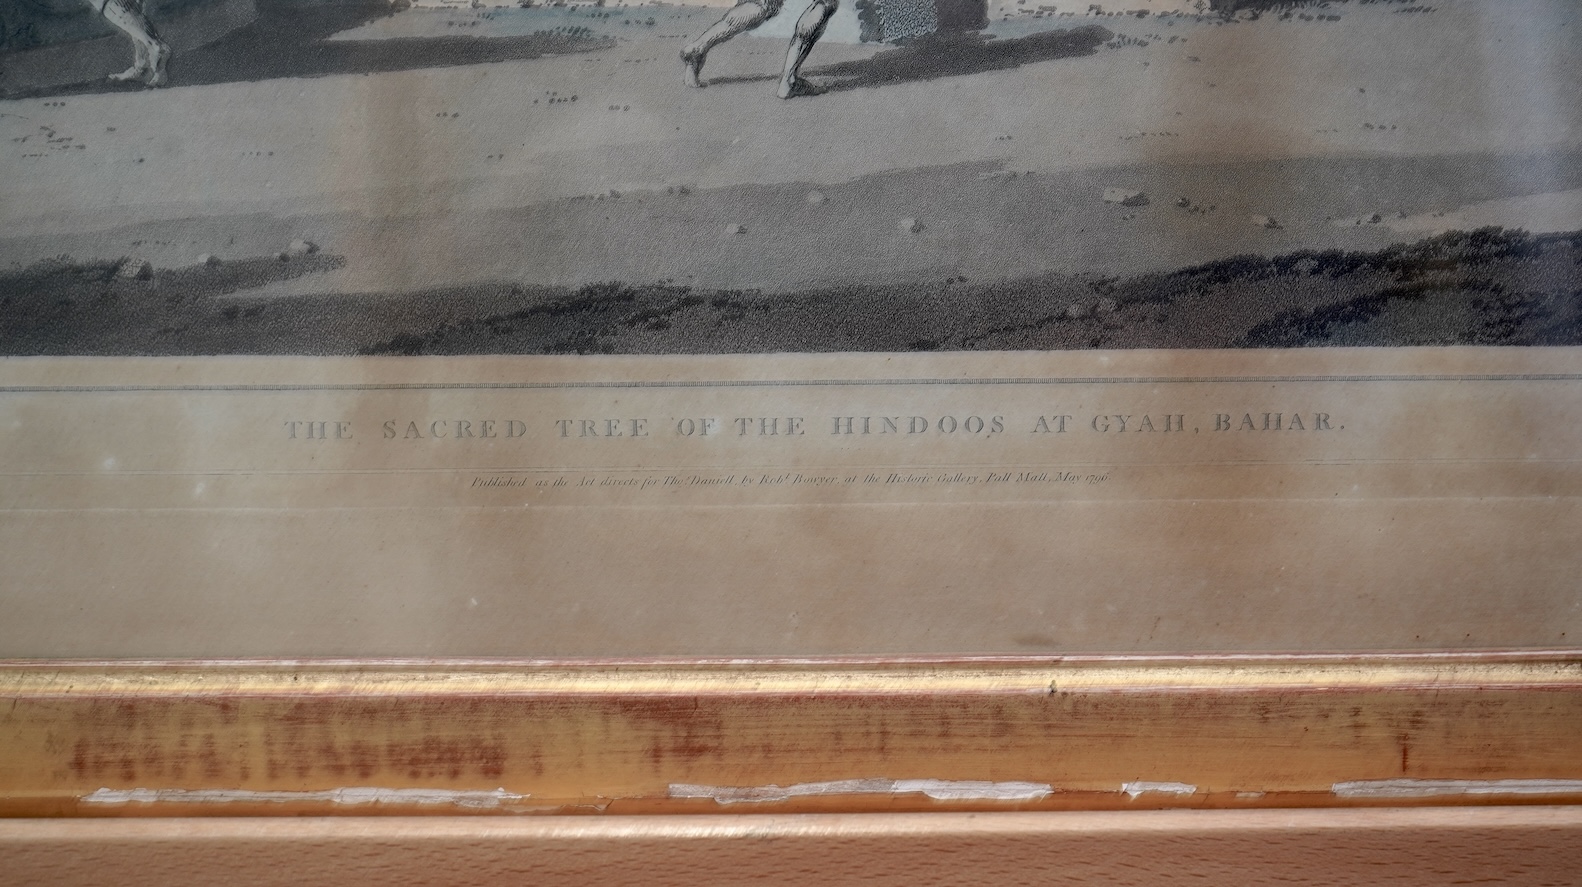 THE SACRED TREE OF THE HINDOOS AT GYAH, BAHAR.
Published as the Act directs for Thos. Daniell, by Robt. Bowyer, at the Historic Gallery, Pall Mall, May 1796.